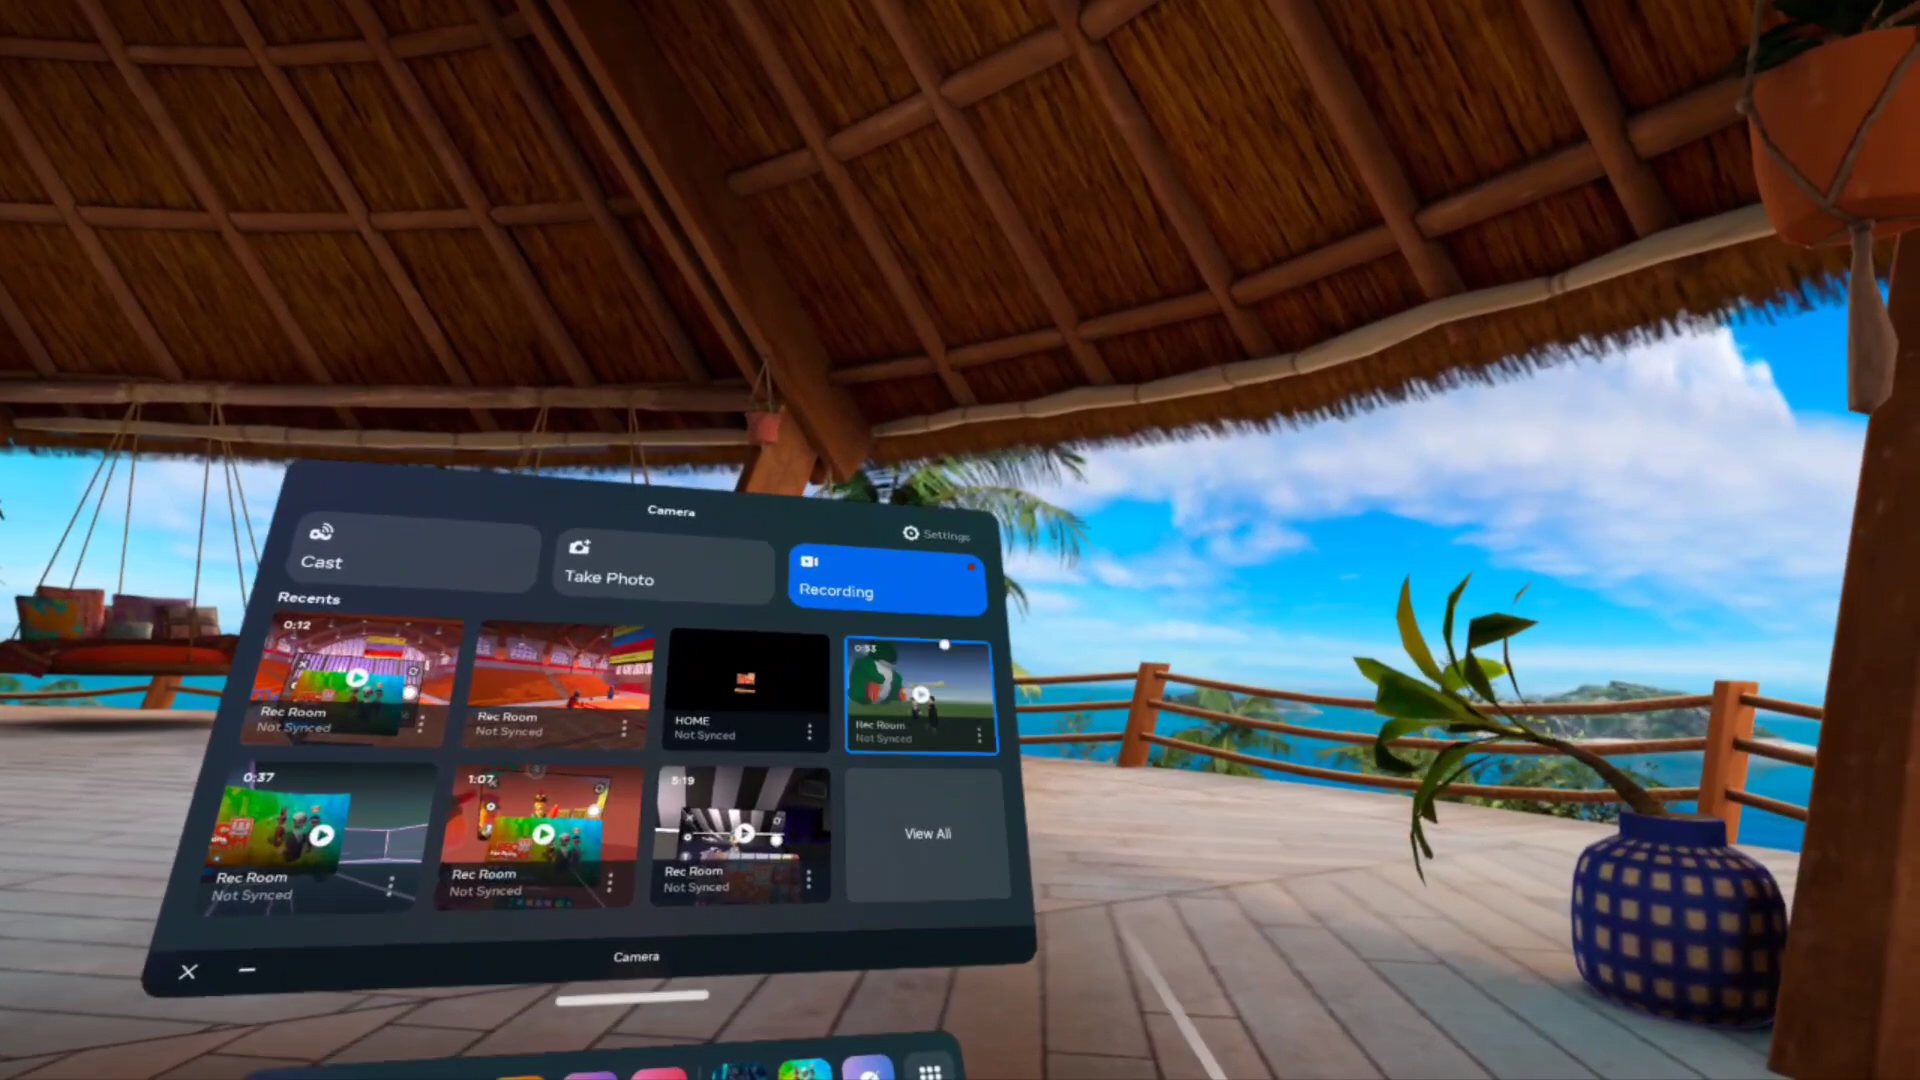 Camera
Settings
Cast
Take Photo
Recording
Recents
0:12
Rec Room
Not Synced
Rec Room
Not Synced
HOME
Not Synced
0:53
Rec Room
Not Synced
0:37
Rec Room
Not Synced
1:07
Rec Room
Not Synced
5:19
Rec Room
Not Synced
View All
Camera